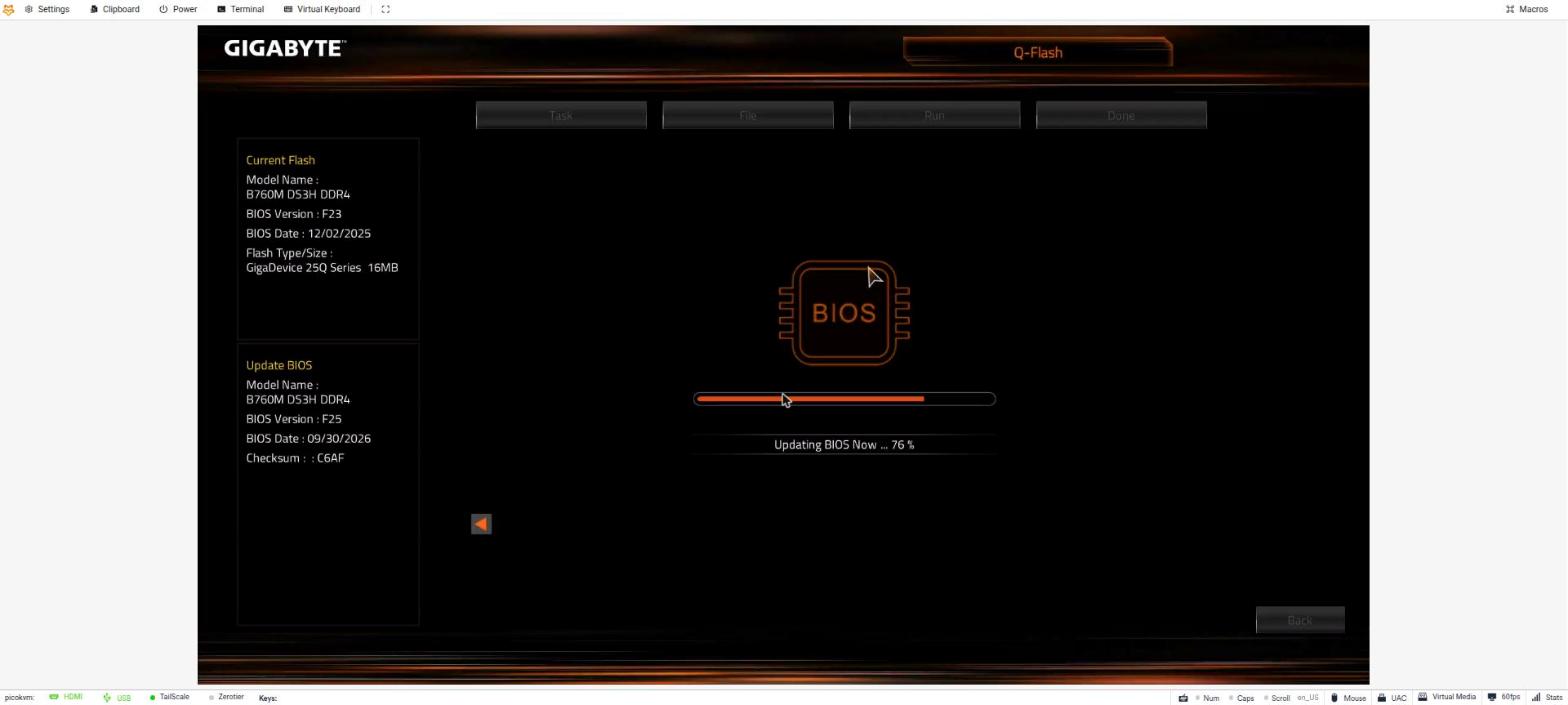 Settings Clipboard Power Terminal Virtual Keyboard Macros
GIGABYTE™
Q-Flash
Task File Run Done
Current Flash
Model Name :
B760M DS3H DDR4
BIOS Version : F23
BIOS Date : 12/02/2025
Flash Type/Size :
GigaDevice 25Q Series 16MB
BIOS
Update BIOS
Model Name :
B760M DS3H DDR4
BIOS Version : F25
BIOS Date : 09/30/2026
Checksum : : C6AF
Updating BIOS Now ... 76 %
Back
picokvm: HDMI USB TailScale Zerotier Keys: Num Caps Scroll en_US Mouse UAC Virtual Media 60fps Stats